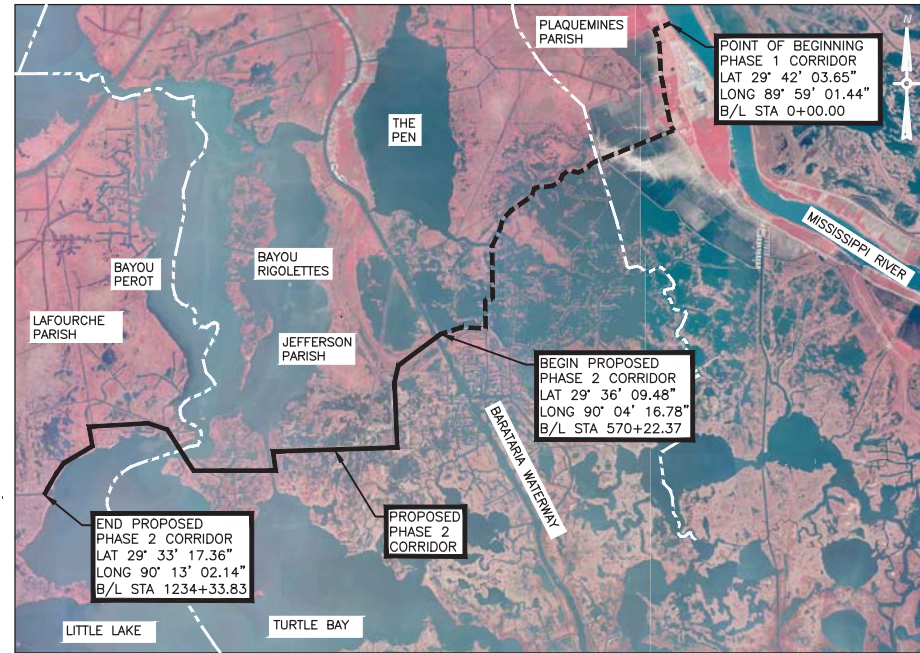 PLAQUEMINES
PARISH
N
POINT OF BEGINNING
PHASE 1 CORRIDOR
LAT 29° 42' 03.65"
LONG 89° 59' 01.44"
B/L STA 0+00.00
THE
PEN
MISSISSIPPI RIVER
BAYOU
PEROT
BAYOU
RIGOLETTES
LAFOURCHE
PARISH
JEFFERSON
PARISH
BEGIN PROPOSED
PHASE 2 CORRIDOR
LAT 29° 36' 09.48"
LONG 90° 04' 16.78"
B/L STA 570+22.37
BARATARIA WATERWAY
END PROPOSED
PHASE 2 CORRIDOR
LAT 29° 33' 17.36"
LONG 90° 13' 02.14"
B/L STA 1234+33.83
PROPOSED
PHASE 2
CORRIDOR
LITTLE LAKE
TURTLE BAY